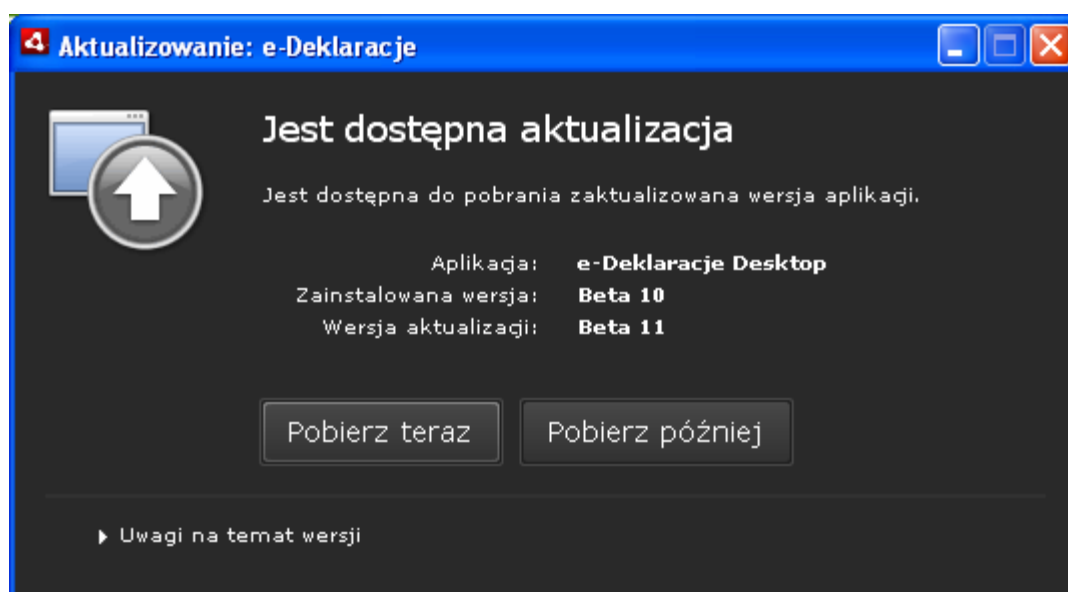 Aktualizowanie: e-Deklaracje
Jest dostępna aktualizacja
Jest dostępna do pobrania zaktualizowana wersja aplikacji.
Aplikacja: e-Deklaracje Desktop
Zainstalowana wersja: Beta 10
Wersja aktualizacji: Beta 11
Pobierz teraz Pobierz później
Uwagi na temat wersji